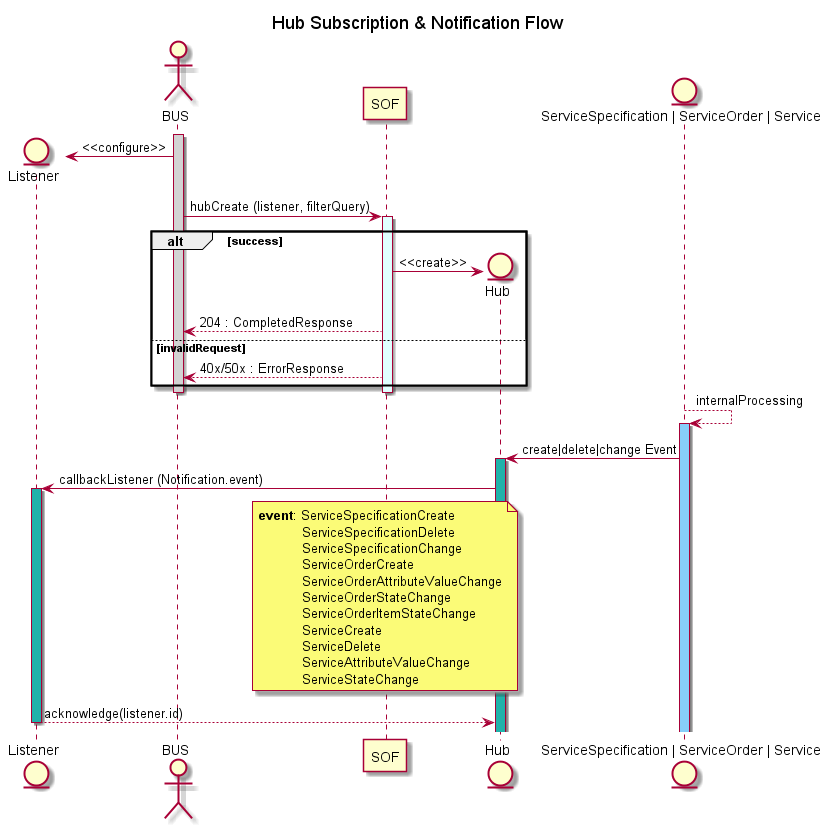 Hub Subscription & Notification Flow
BUS
SOF
ServiceSpecification | ServiceOrder | Service
<<configure>>
Listener
hubCreate (listener, filterQuery)
alt [success]
<<create>>
Hub
204 : CompletedResponse
[invalidRequest]
40x/50x : ErrorResponse
internalProcessing
create|delete|change Event
callbackListener (Notification.event)
event: ServiceSpecificationCreate
ServiceSpecificationDelete
ServiceSpecificationChange
ServiceOrderCreate
ServiceOrderAttributeValueChange
ServiceOrderStateChange
ServiceOrderItemStateChange
ServiceCreate
ServiceDelete
ServiceAttributeValueChange
ServiceStateChange
acknowledge(listener.id)
Listener
BUS
SOF
Hub
ServiceSpecification | ServiceOrder | Service